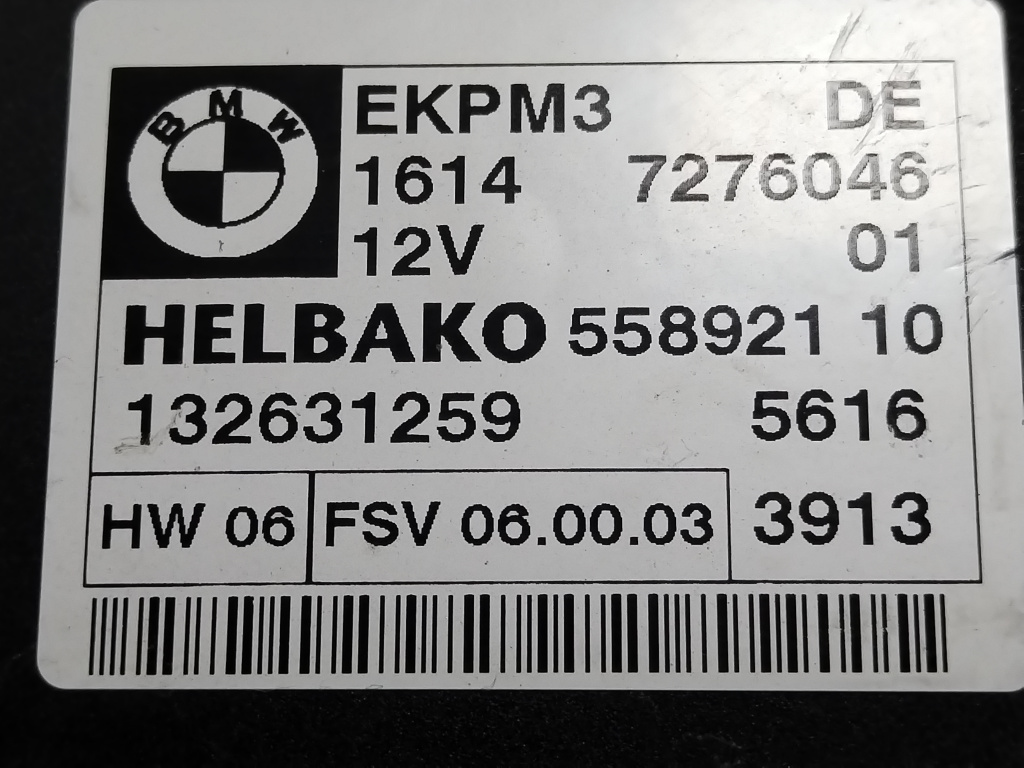 BMW
EKPM3 DE
1614 7276046
12V 01
HELBAKO 558921 10
132631259 5616
HW 06 FSV 06.00.03 3913